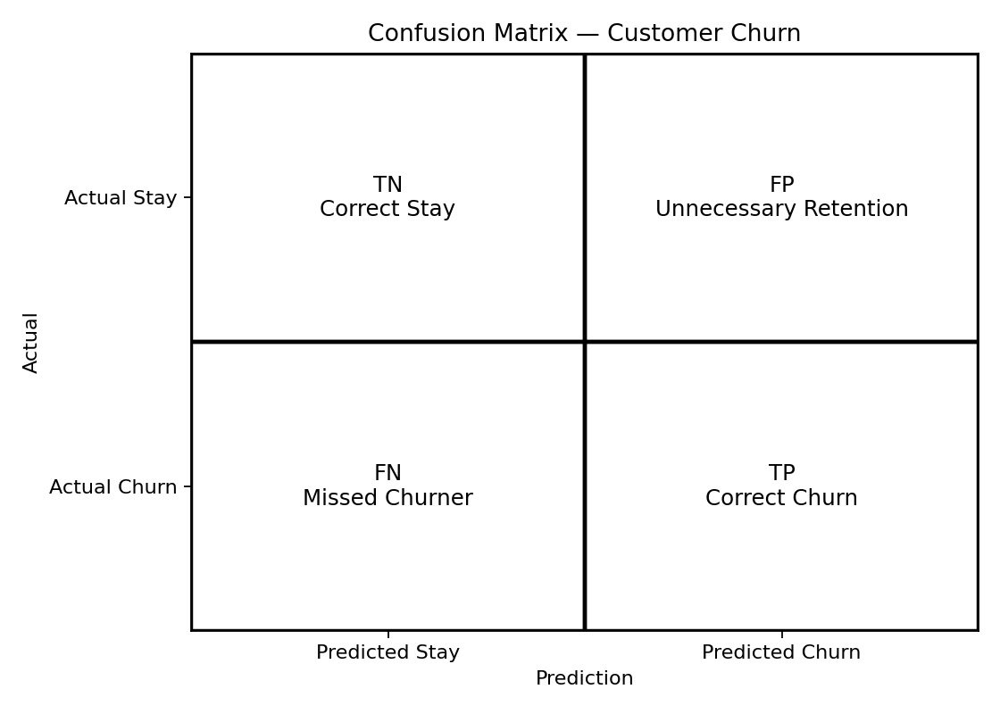 Confusion Matrix — Customer Churn
Actual Stay
TN
Correct Stay
FP
Unnecessary Retention
Actual
Actual Churn
FN
Missed Churner
TP
Correct Churn
Predicted Stay
Predicted Churn
Prediction